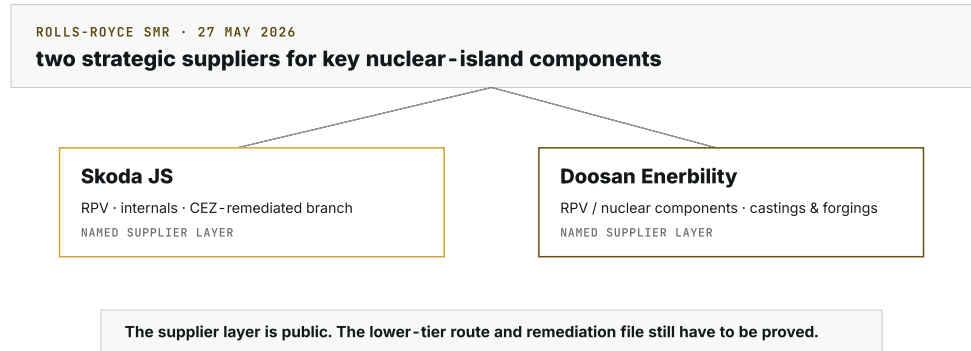 ROLLS-ROYCE SMR · 27 MAY 2026
two strategic suppliers for key nuclear-island components
Skoda JS
RPV · internals · CEZ-remediated branch
NAMED SUPPLIER LAYER
Doosan Enerbility
RPV / nuclear components · castings & forgings
NAMED SUPPLIER LAYER
The supplier layer is public. The lower-tier route and remediation file still have to be proved.